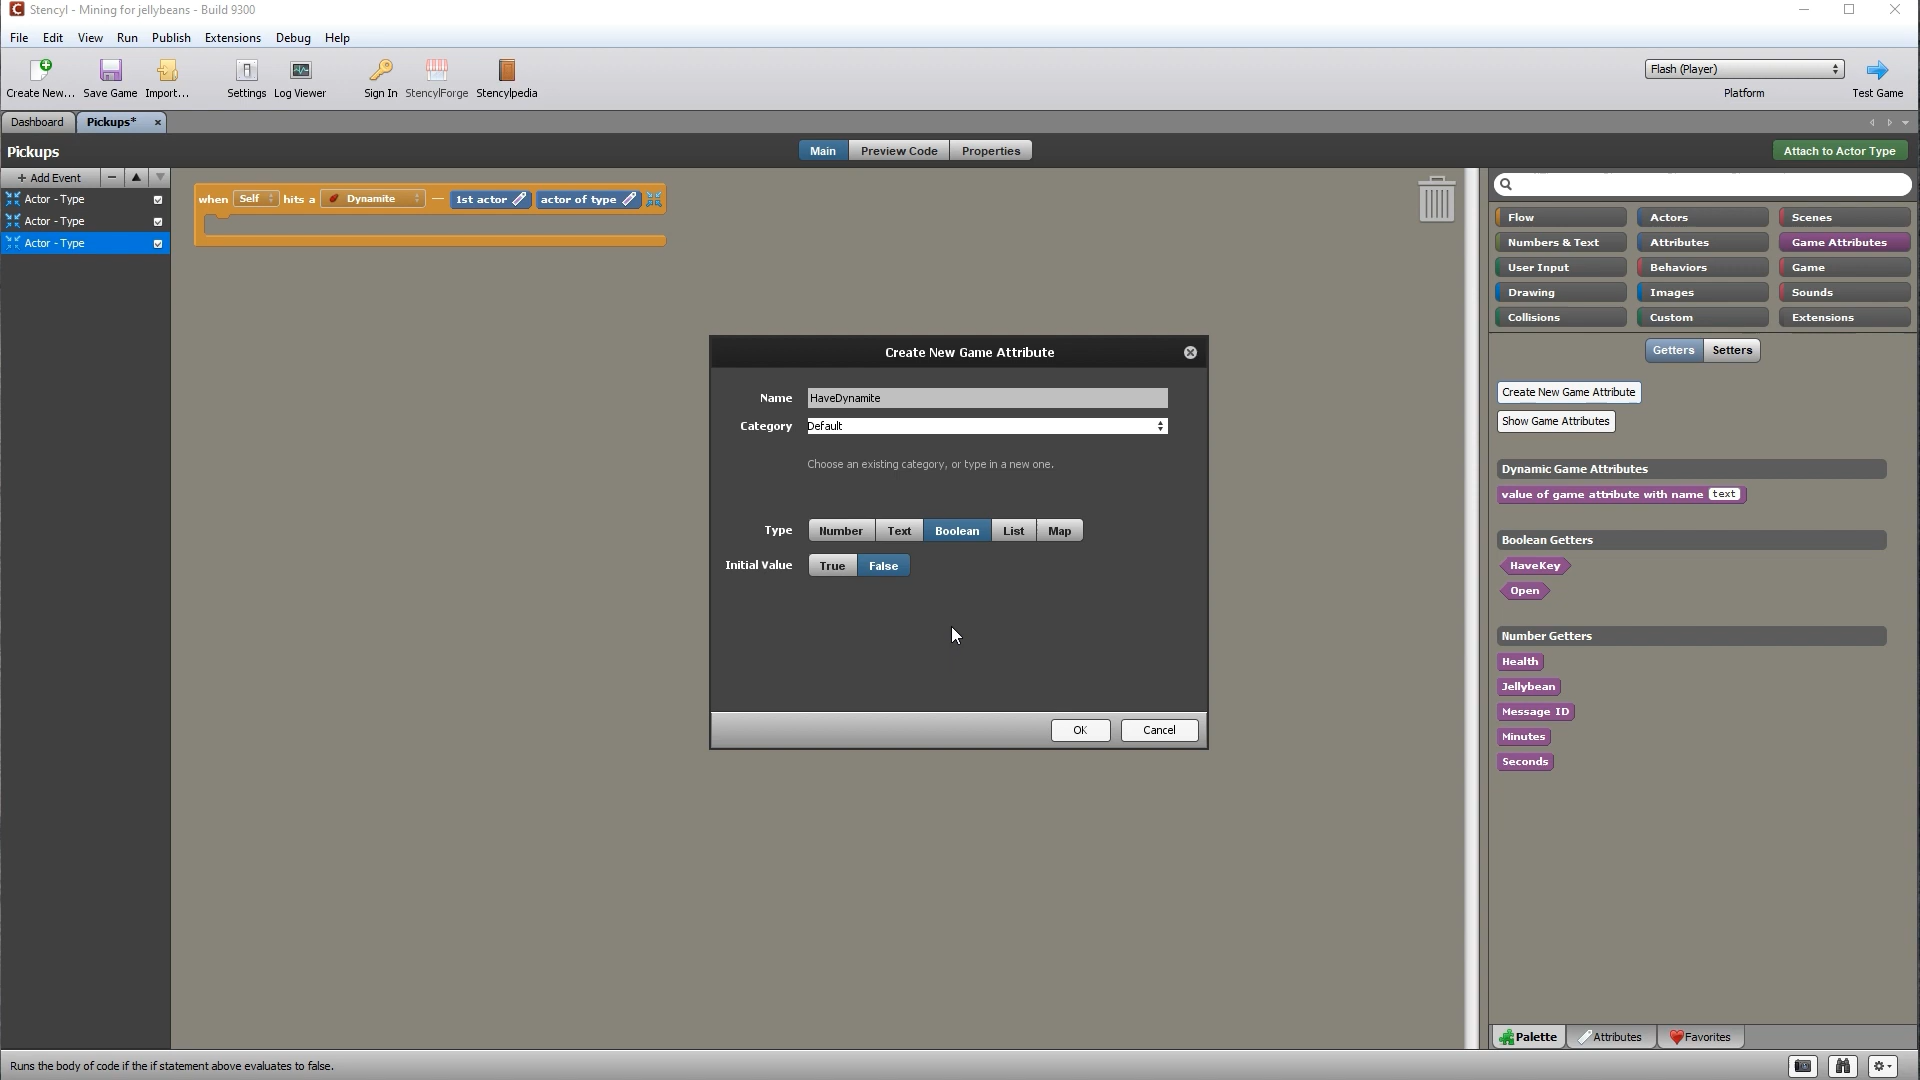 Stencyl - Mining for jellybeans - Build 9300
File Edit View Run Publish Extensions Debug Help
Create New... Save Game Import... Settings Log Viewer Sign In StencylForge Stencylpedia
Flash (Player)
Platform Test Game
Dashboard Pickups*
Pickups
Main Preview Code Properties
Attach to Actor Type
+ Add Event
Actor - Type
Actor - Type
Actor - Type
when Self hits a Dynamite — 1st actor actor of type
Create New Game Attribute
Name HaveDynamite
Category Default
Choose an existing category, or type in a new one.
Type Number Text Boolean List Map
Initial Value True False
OK Cancel
Flow Actors Scenes
Numbers & Text Attributes Game Attributes
User Input Behaviors Game
Drawing Images Sounds
Collisions Custom Extensions
Getters Setters
Create New Game Attribute
Show Game Attributes
Dynamic Game Attributes
value of game attribute with name text
Boolean Getters
HaveKey
Open
Number Getters
Health
Jellybean
Message ID
Minutes
Seconds
Palette Attributes Favorites
Runs the body of code if the if statement above evaluates to false.